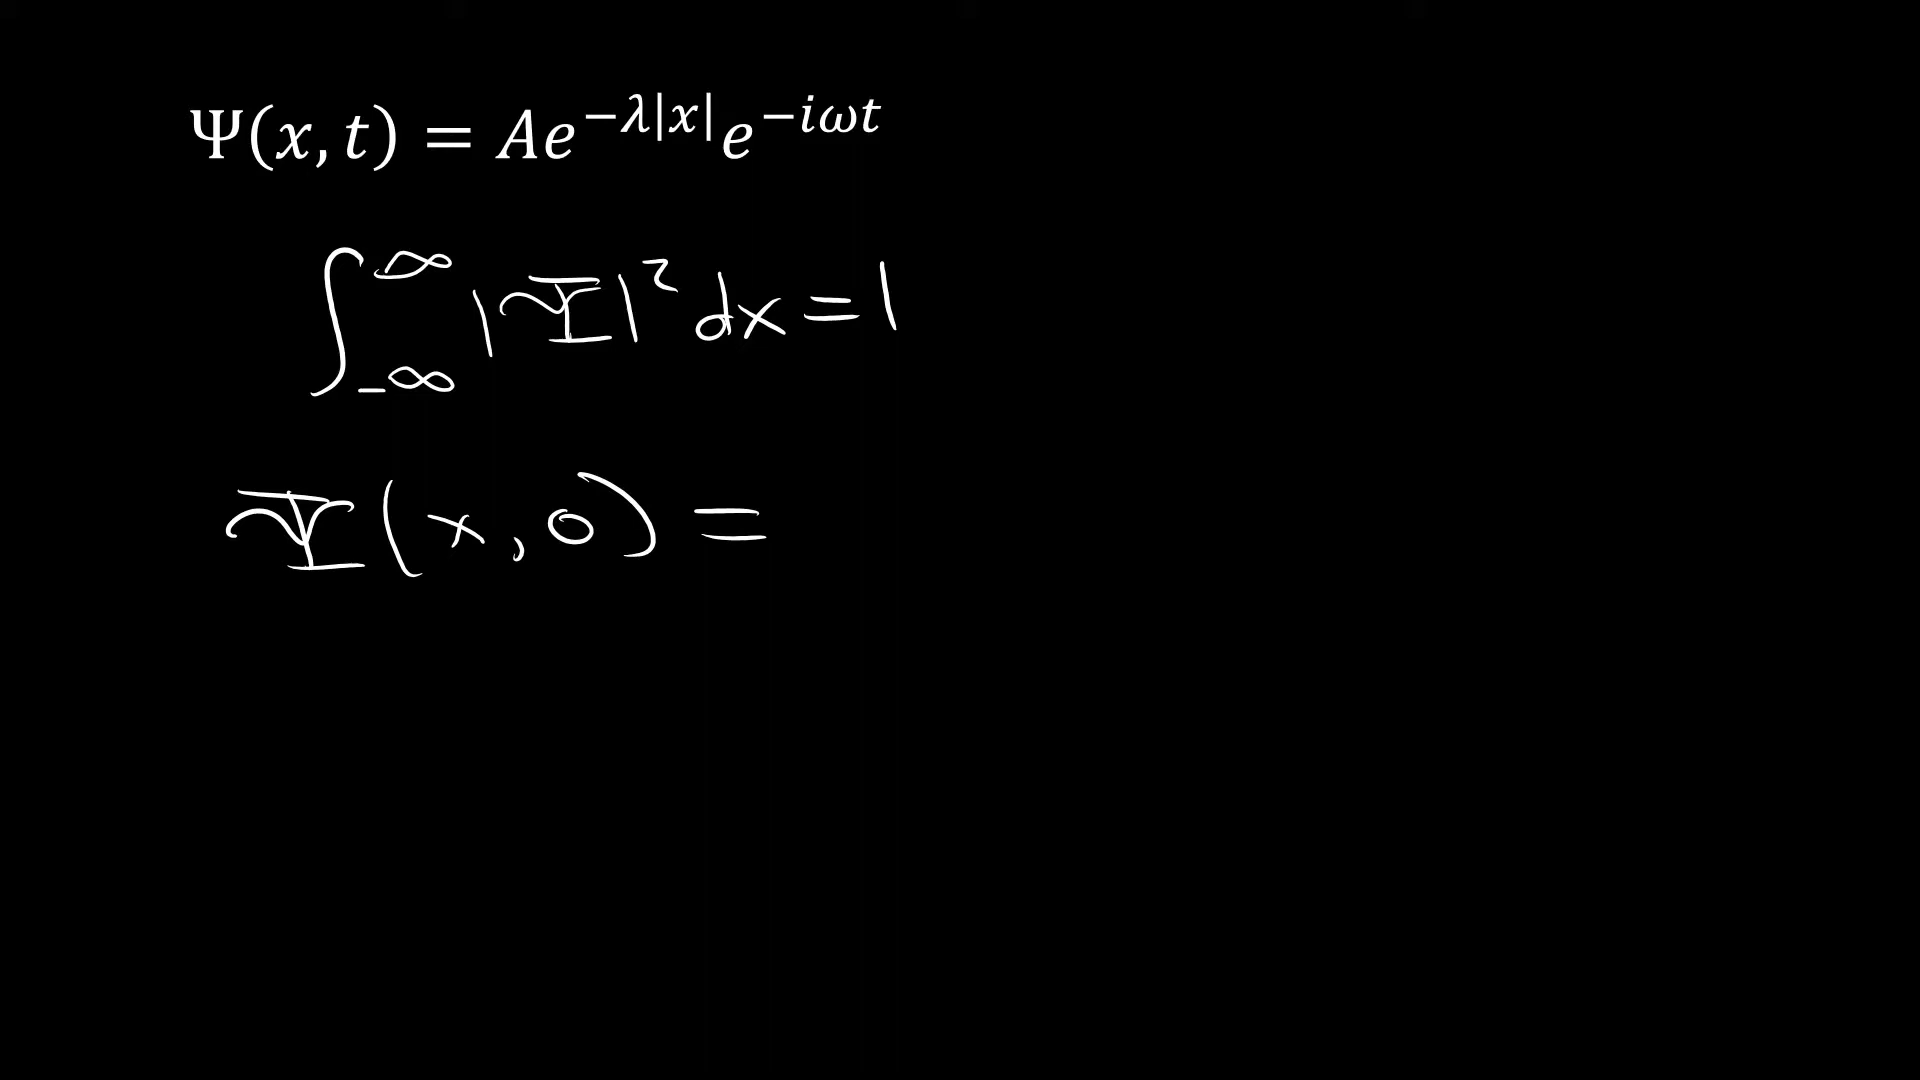 Ψ(x, t) = Ae^{−λ|x|}e^{−iωt}
∫_{-∞}^{∞} |Ψ|² dx = 1
Ψ(x, 0) =